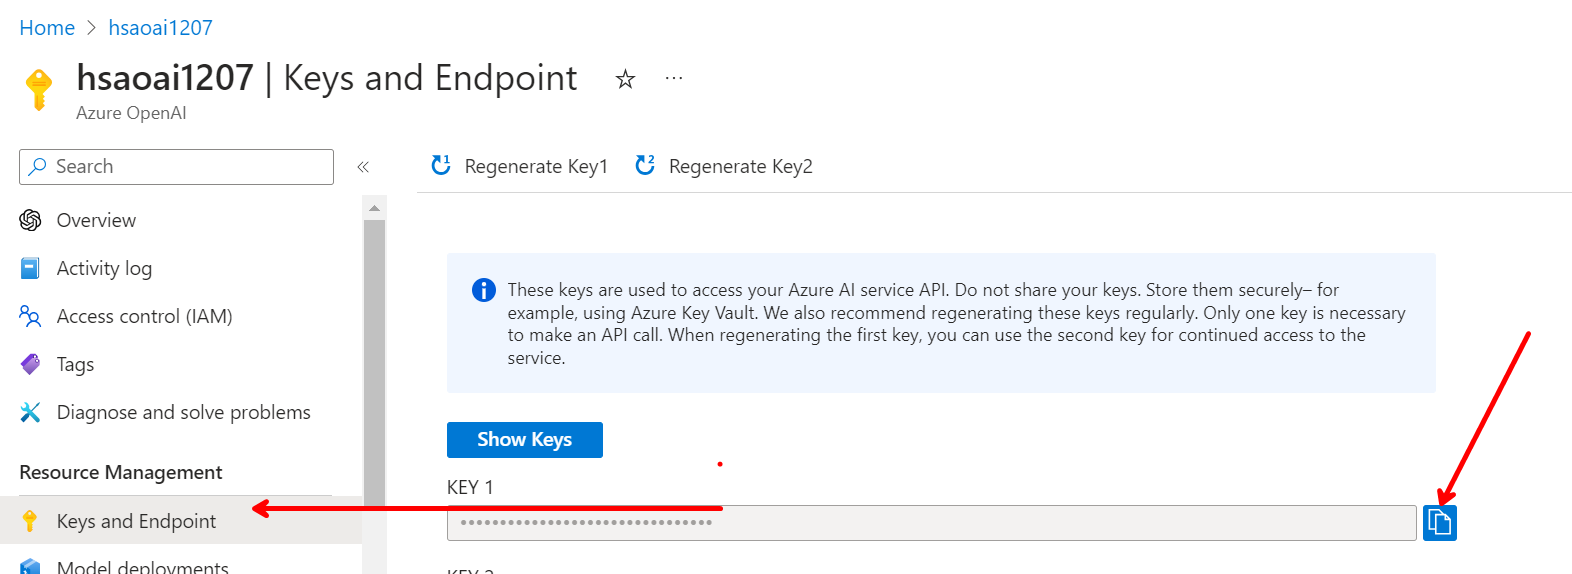 Home > hsaoai1207
hsaoai1207 | Keys and Endpoint
Azure OpenAI
Search
Regenerate Key1
Regenerate Key2
Overview
Activity log
Access control (IAM)
Tags
Diagnose and solve problems
Resource Management
Keys and Endpoint
Model deployments
These keys are used to access your Azure AI service API. Do not share your keys. Store them securely– for
example, using Azure Key Vault. We also recommend regenerating these keys regularly. Only one key is necessary
to make an API call. When regenerating the first key, you can use the second key for continued access to the
service.
Show Keys
KEY 1
KEY 2